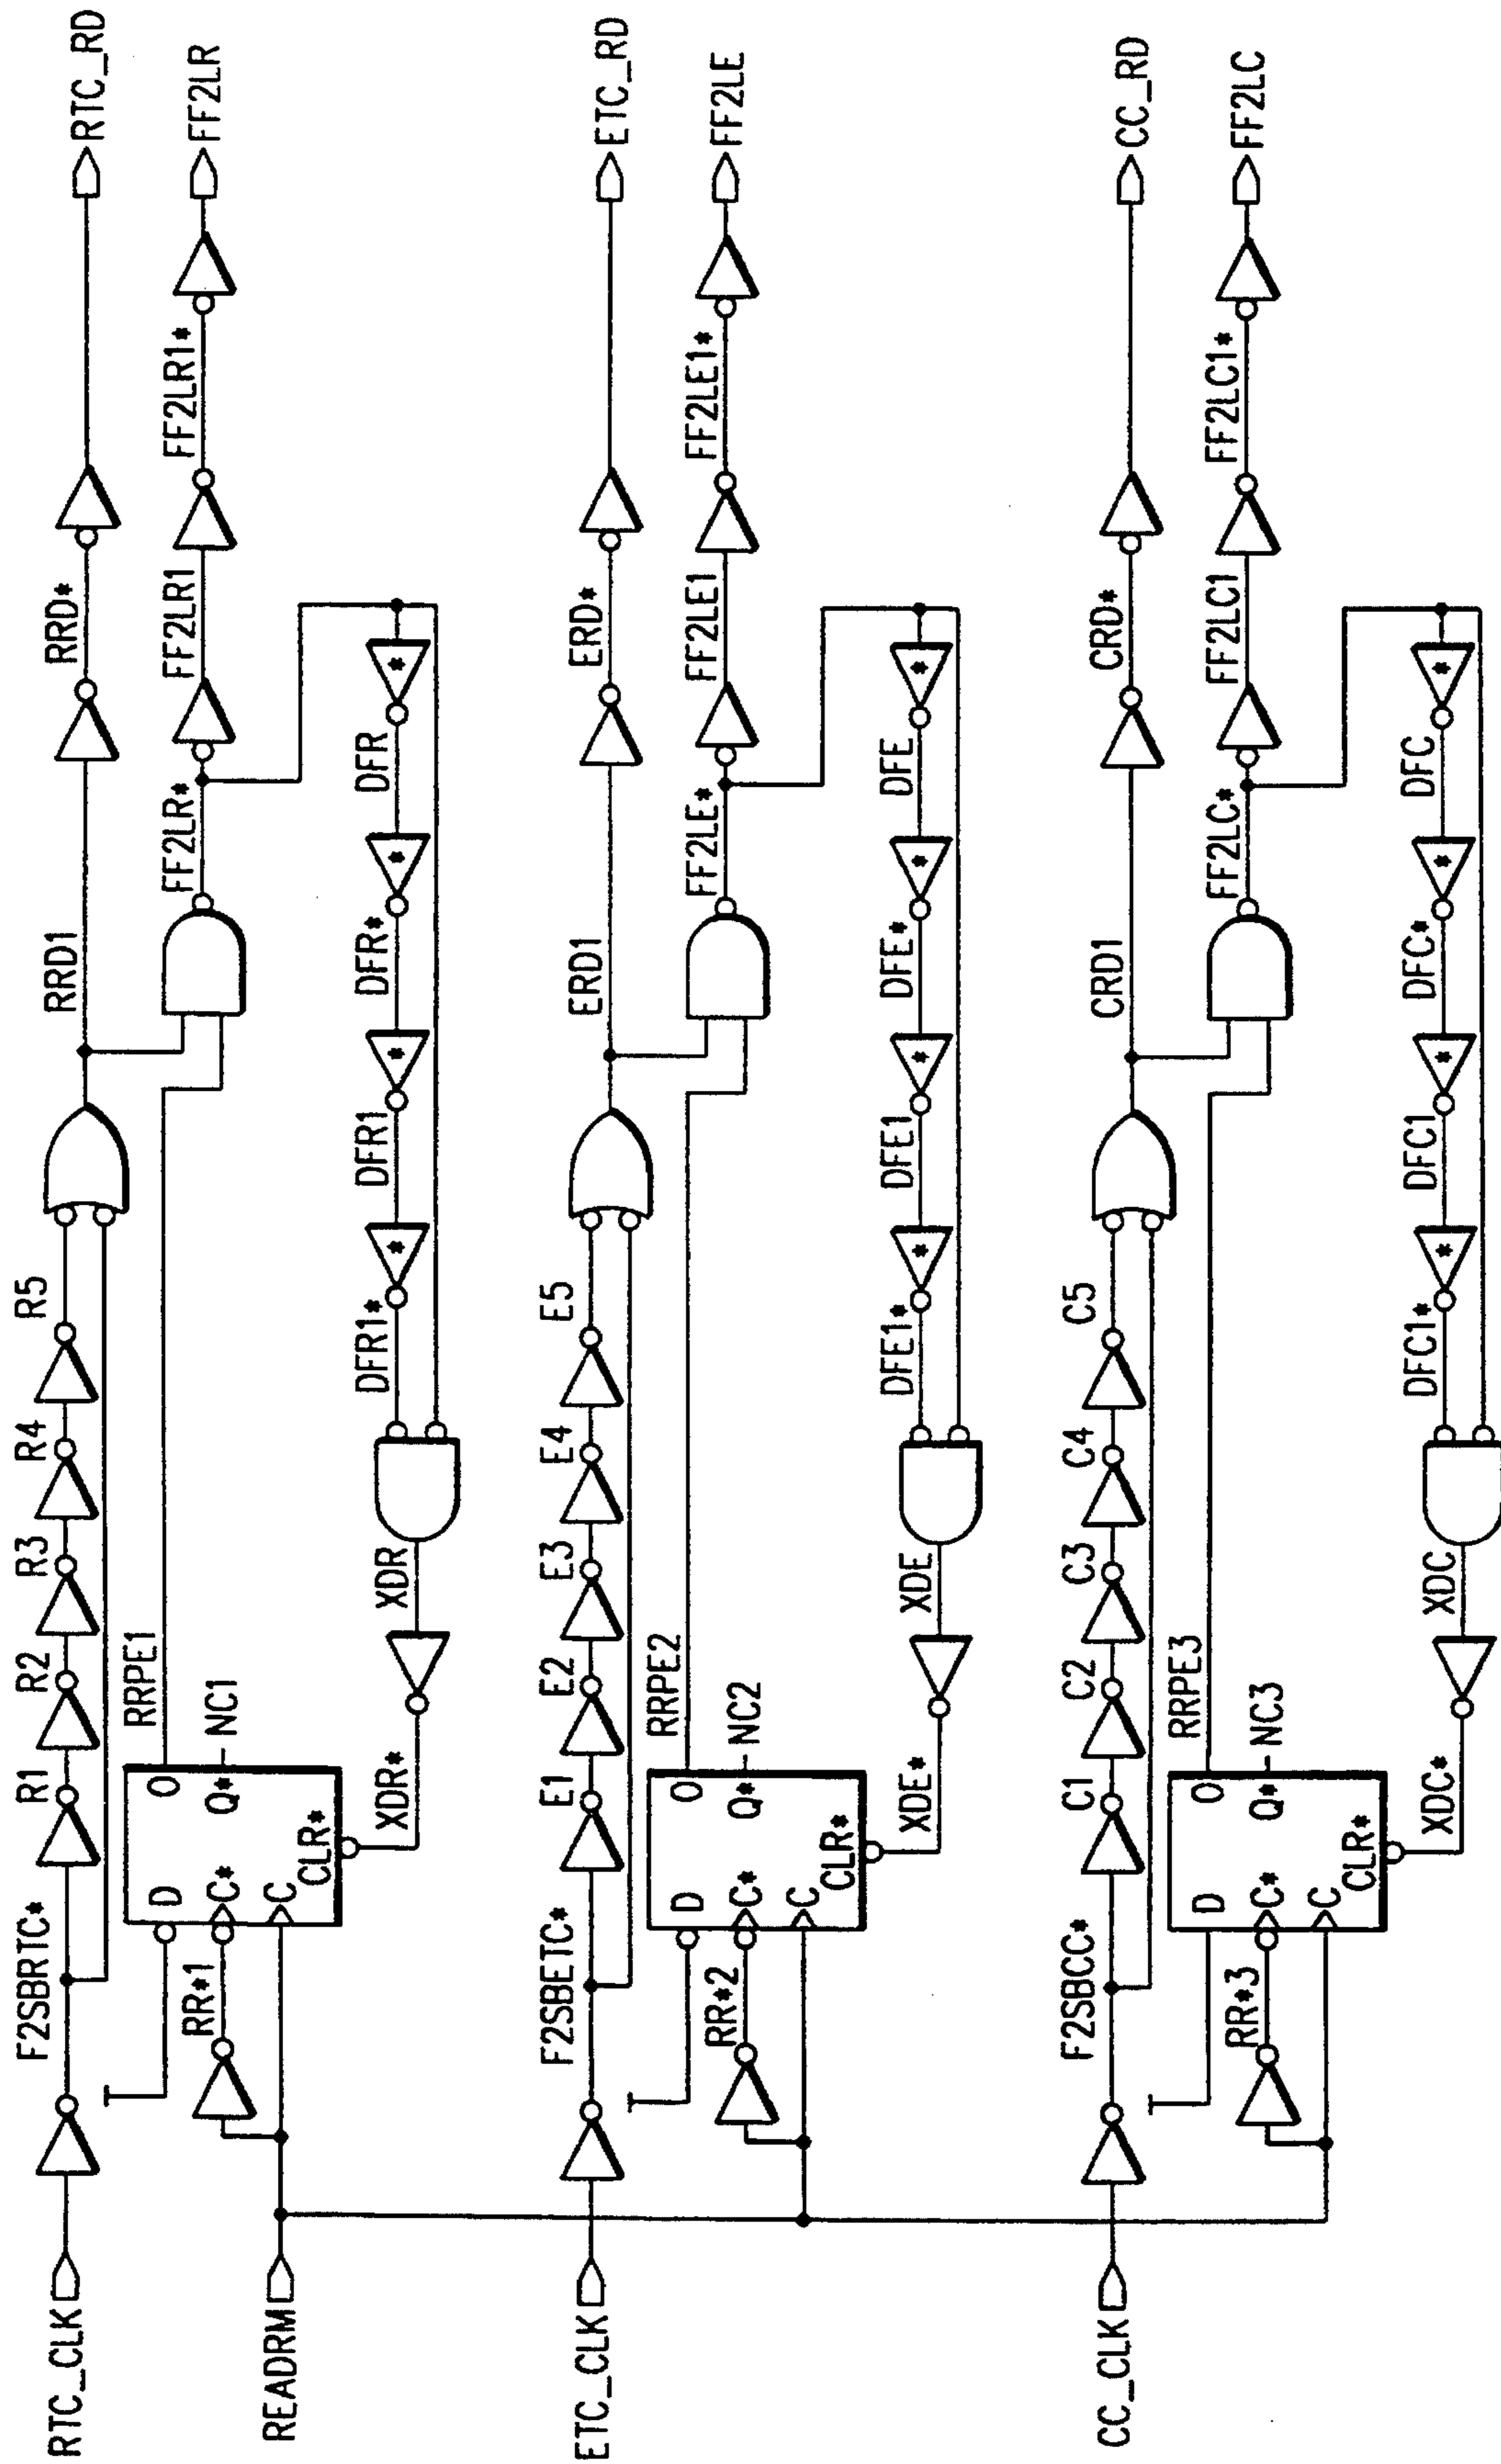 RTC_CLK
F2SBRTC*
R1
R2
R3
R4
R5
RRD1
RRD*
RTC_RD
READRM
RR*1
D
C*
C
O
Q*
CLR*
NC1
RRPE1
FF2LR*
FF2LR1
FF2LR1*
FF2LR
XDR*
XDR
DFR1*
*
DFR1
*
DFR*
*
DFR
*
ETC_CLK
F2SBETC*
E1
E2
E3
E4
E5
ERD1
ERD*
ETC_RD
RR*2
D
C*
C
O
Q*
CLR*
NC2
RRPE2
FF2LE*
FF2LE1
FF2LE1*
FF2LE
XDE*
XDE
DFE1*
*
DFE1
*
DFE*
*
DFE
*
CC_CLK
F2SBCC*
C1
C2
C3
C4
C5
CRD1
CRD*
CC_RD
RR*3
D
C*
C
O
Q*
CLR*
NC3
RRPE3
FF2LC*
FF2LC1
FF2LC1*
FF2LC
XDC*
XDC
DFC1*
*
DFC1
*
DFC*
*
DFC
*